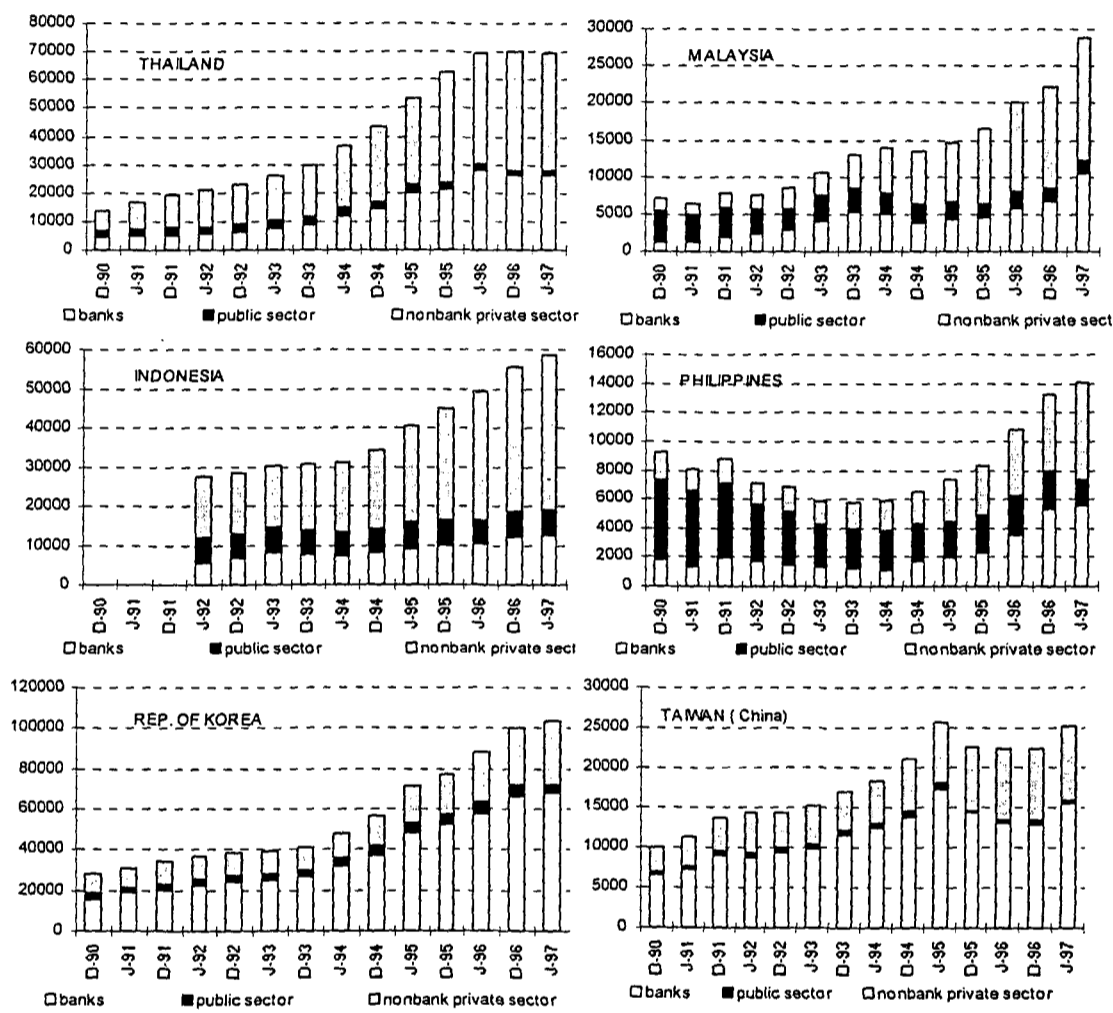 THAILAND
80000
70000
60000
50000
40000
30000
20000
10000
0
D-90 J-91 D-91 J-92 D-92 J-93 D-93 J-94 D-94 J-95 D-95 J-96 D-96 J-97
banks public sector nonbank private sector
MALAYSIA
30000
25000
20000
15000
10000
5000
0
D-90 J-91 D-91 J-92 D-92 J-93 D-93 J-94 D-94 J-95 D-95 J-96 D-96 J-97
banks public sector nonbank private sect
INDONESIA
60000
50000
40000
30000
20000
10000
0
D-90 J-91 D-91 J-92 D-92 J-93 D-93 J-94 D-94 J-95 D-95 J-96 D-96 J-97
banks public sector nonbank private sect
PHILIPPINES
16000
14000
12000
10000
8000
6000
4000
2000
0
D-90 J-91 D-91 J-92 D-92 J-93 D-93 J-94 D-94 J-95 D-95 J-96 D-96 J-97
banks public sector nonbank private sector
REP. OF KOREA
120000
100000
80000
60000
40000
20000
0
D-90 J-91 D-91 J-92 D-92 J-93 D-93 J-94 D-94 J-95 D-95 J-96 D-96 J-97
banks public sector nonbank private sector
TAIWAN ( China)
30000
25000
20000
15000
10000
5000
0
D-90 J-91 D-91 J-92 D-92 J-93 D-93 J-94 D-94 J-95 D-95 J-96 D-96 J-97
banks public sector nonbank private sector